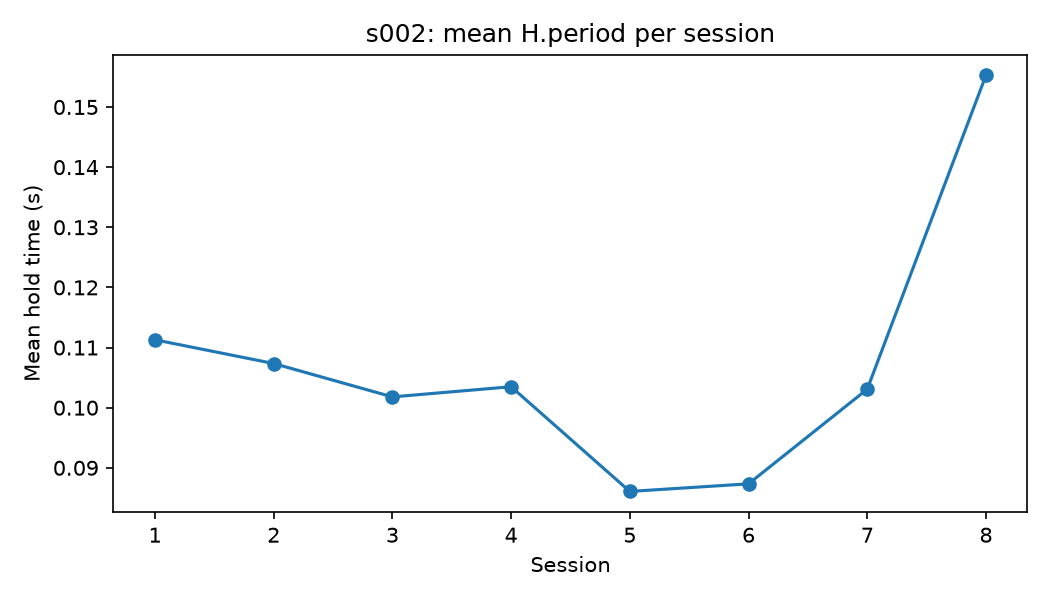 s002: mean H.period per session
Mean hold time (s)
0.15
0.14
0.13
0.12
0.11
0.10
0.09
1 2 3 4 5 6 7 8
Session